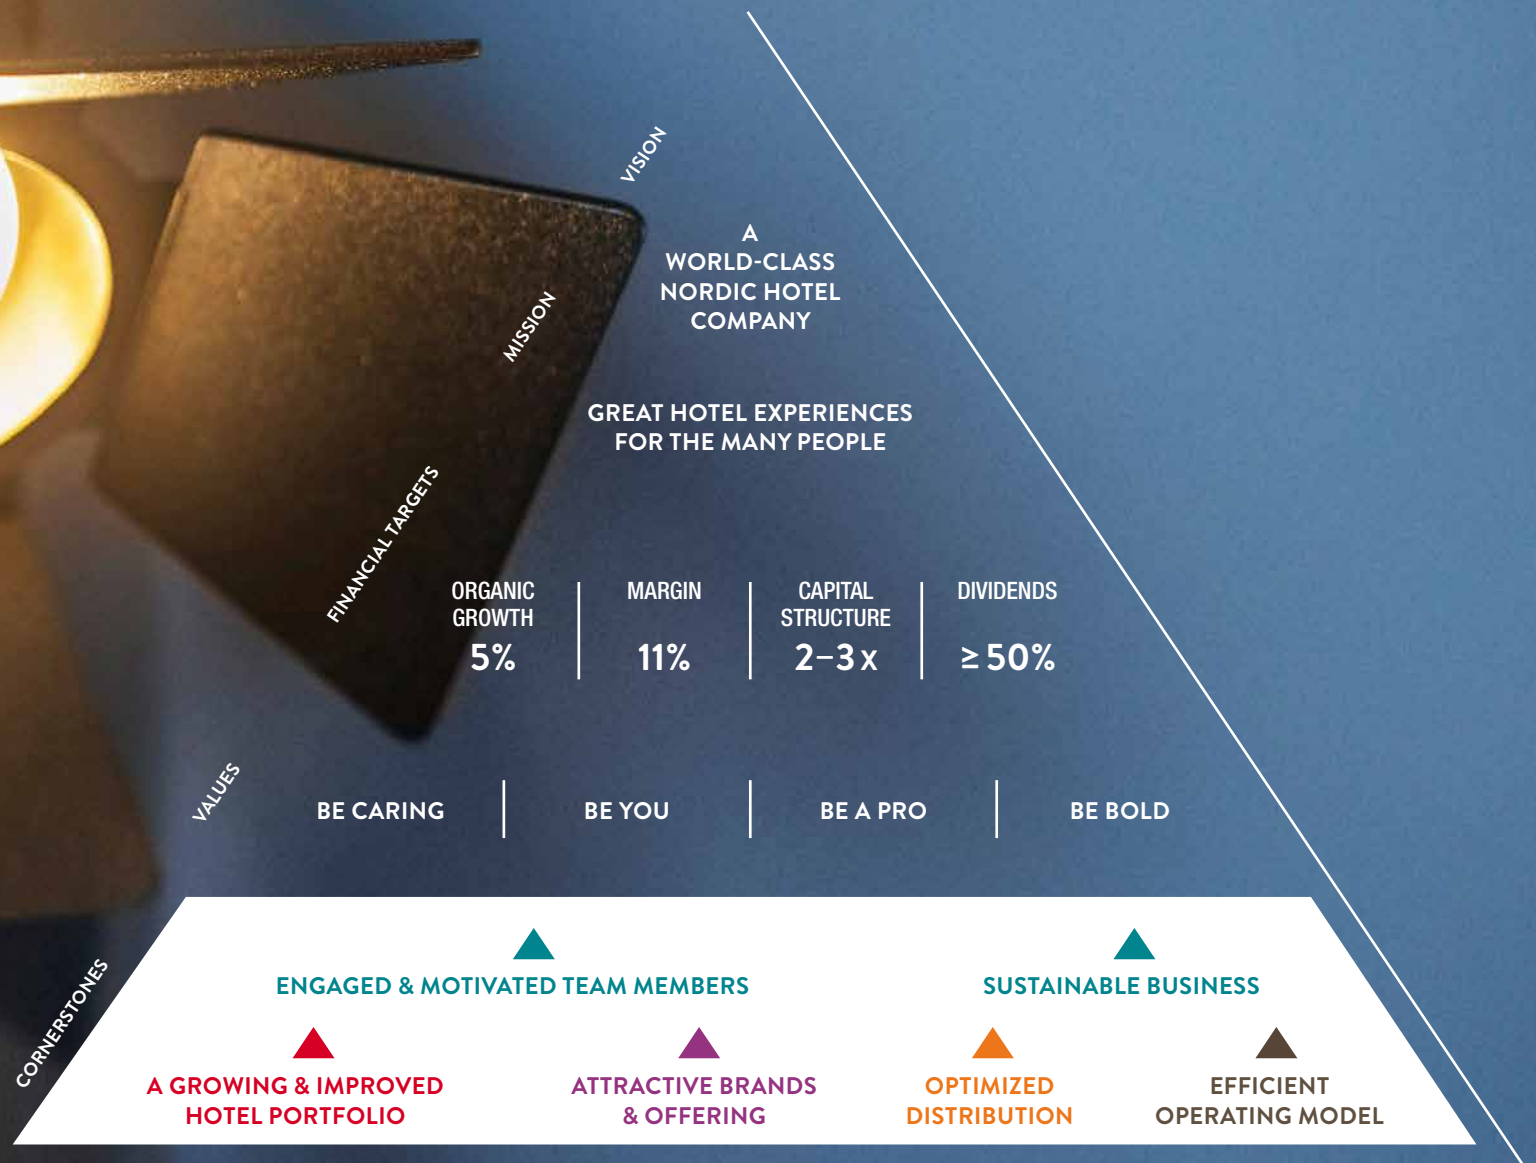 VISION
A
WORLD-CLASS
NORDIC HOTEL
COMPANY
MISSION
GREAT HOTEL EXPERIENCES
FOR THE MANY PEOPLE
FINANCIAL TARGETS
ORGANIC
GROWTH
5%
MARGIN
11%
CAPITAL
STRUCTURE
2–3 x
DIVIDENDS
≥ 50%
VALUES
BE CARING
BE YOU
BE A PRO
BE BOLD
CORNERSTONES
ENGAGED & MOTIVATED TEAM MEMBERS
SUSTAINABLE BUSINESS
A GROWING & IMPROVED
HOTEL PORTFOLIO
ATTRACTIVE BRANDS
& OFFERING
OPTIMIZED
DISTRIBUTION
EFFICIENT
OPERATING MODEL